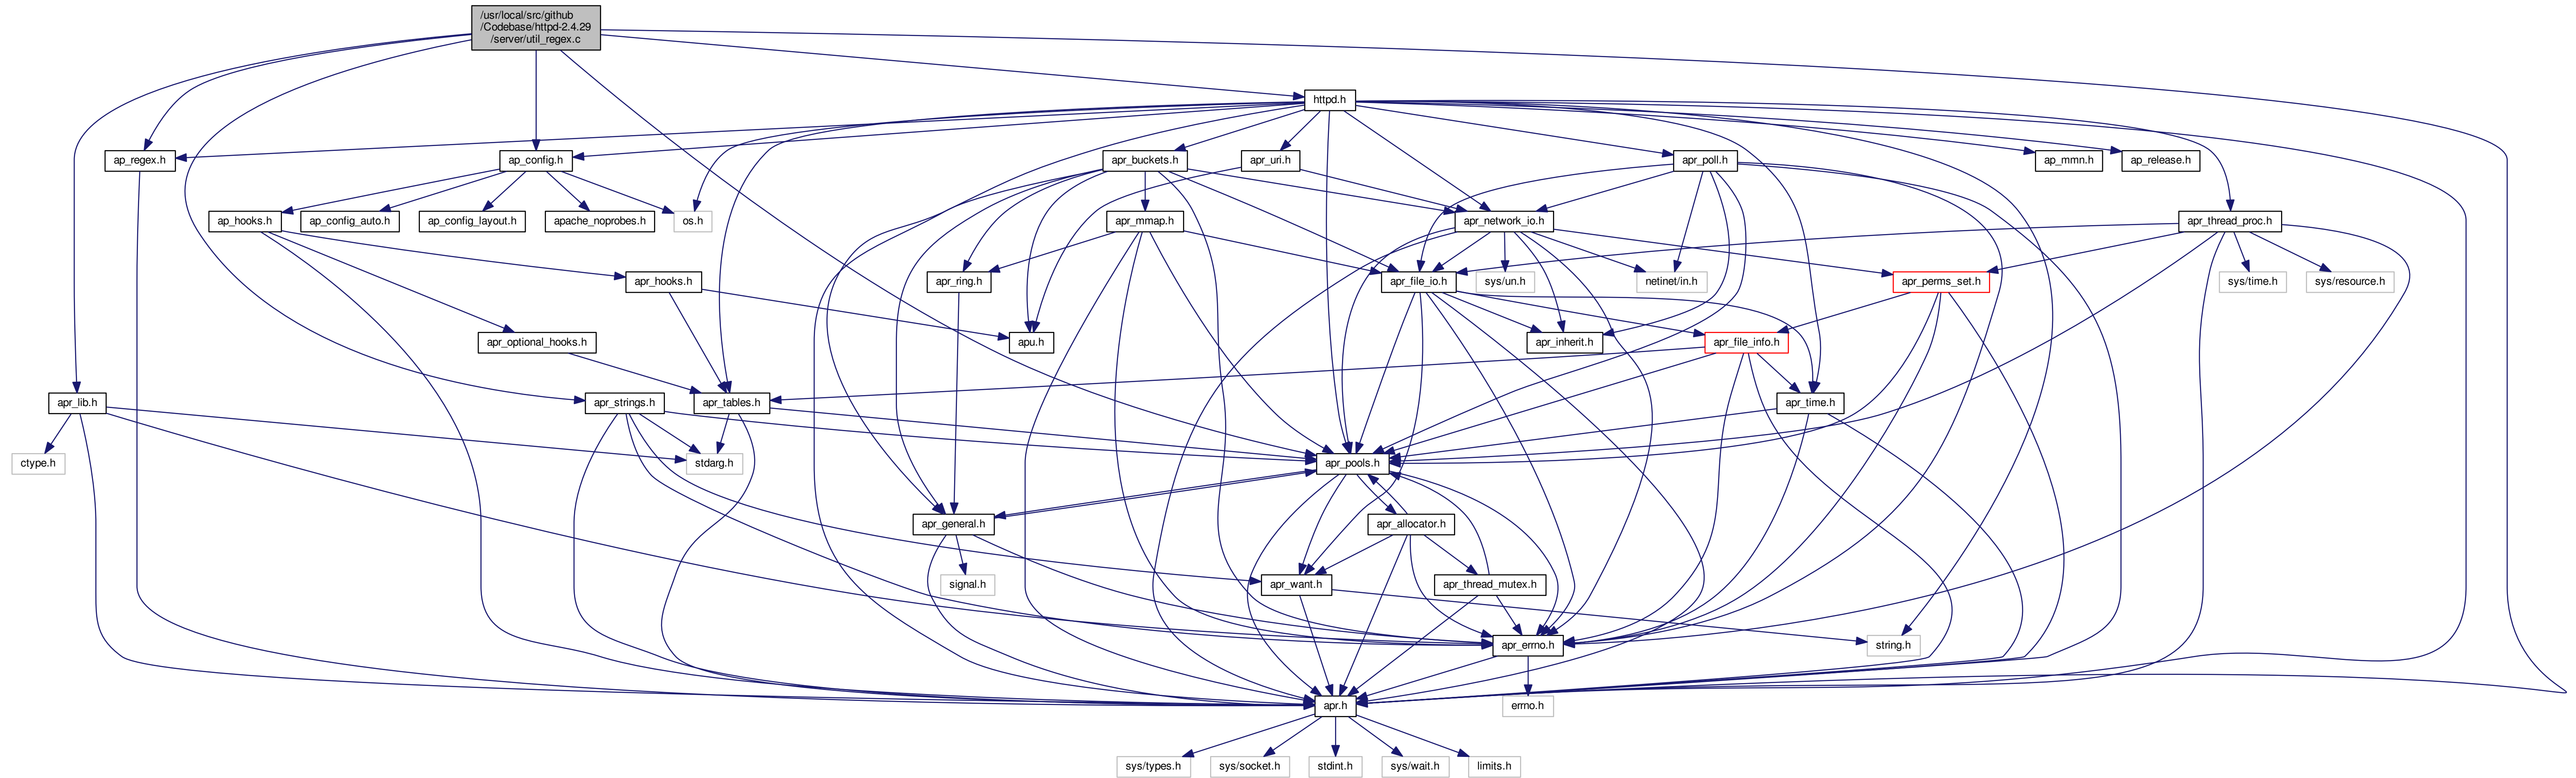 /usr/local/src/github
/Codebase/httpd-2.4.29
/server/util_regex.c
httpd.h
ap_regex.h
ap_config.h
apr_buckets.h
apr_uri.h
apr_poll.h
ap_mmn.h
ap_release.h
ap_hooks.h
ap_config_auto.h
ap_config_layout.h
apache_noprobes.h
os.h
apr_mmap.h
apr_network_io.h
apr_thread_proc.h
apr_hooks.h
apr_ring.h
apr_file_io.h
sys/un.h
netinet/in.h
apr_perms_set.h
sys/time.h
sys/resource.h
apr_optional_hooks.h
apu.h
apr_inherit.h
apr_file_info.h
apr_lib.h
apr_strings.h
apr_tables.h
apr_time.h
ctype.h
stdarg.h
apr_pools.h
apr_general.h
apr_allocator.h
signal.h
apr_want.h
apr_thread_mutex.h
apr_errno.h
string.h
apr.h
errno.h
sys/types.h
sys/socket.h
stdint.h
sys/wait.h
limits.h